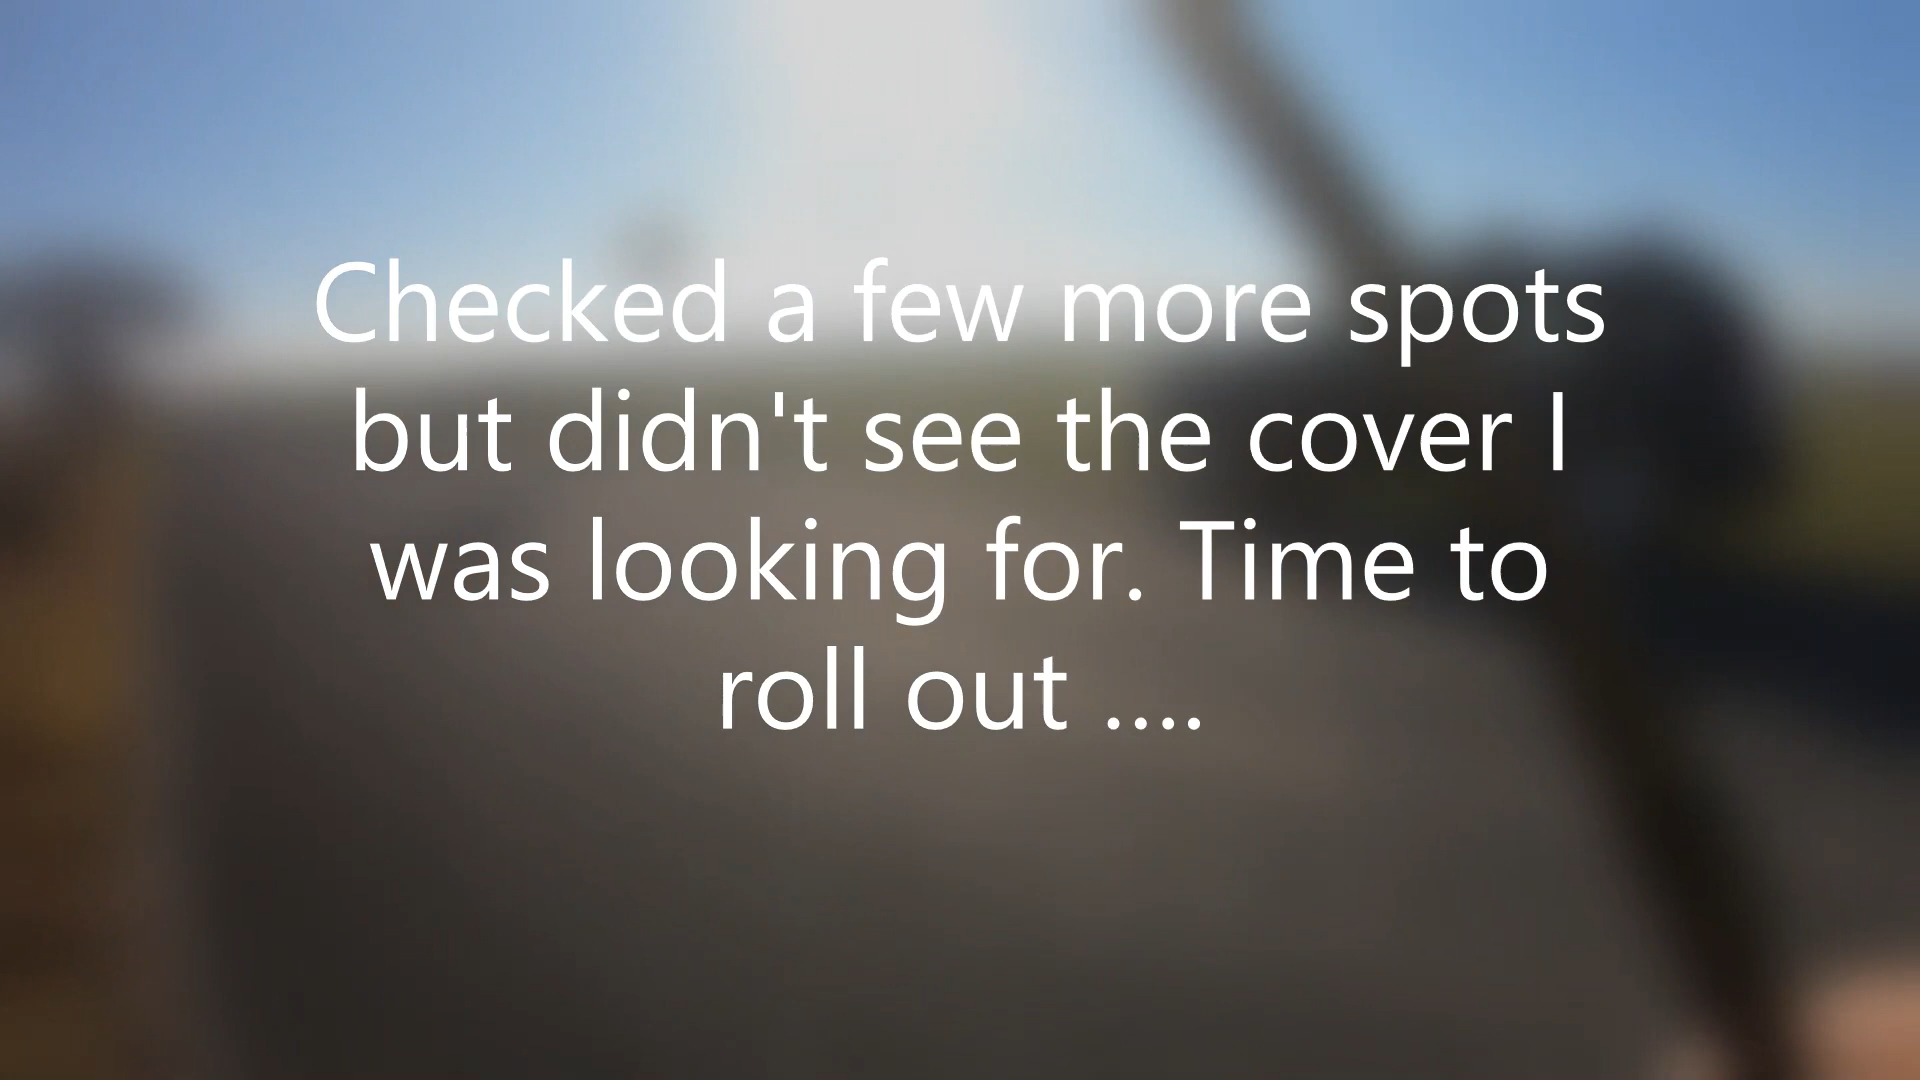 Checked a few more spots
but didn't see the cover I
was looking for. Time to
roll out ....